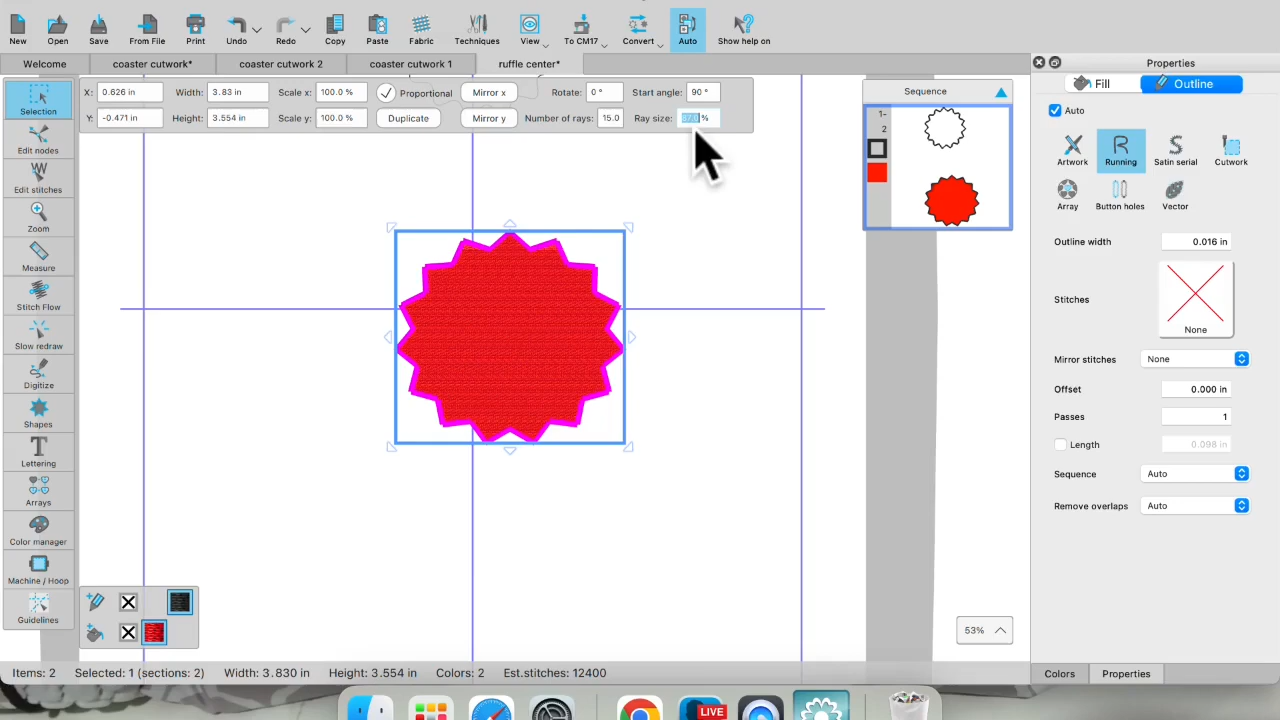 New Open Save From File Print Undo Redo Copy Paste Fabric Techniques View To CM17 Convert Auto Show help on
Welcome coaster cutwork* coaster cutwork 2 coaster cutwork 1 ruffle center*
X: 0.626 in Width: 3.83 in Scale x: 100.0 % Proportional Mirror x Rotate: 0 ° Start angle: 90 °
Y: -0.471 in Height: 3.554 in Scale y: 100.0 % Duplicate Mirror y Number of rays: 15.0 Ray size: %
Selection
Edit nodes
Edit stitches
Zoom
Measure
Stitch Flow
Slow redraw
Digitize
Shapes
Lettering
Arrays
Color manager
Machine / Hoop
Guidelines
Sequence
1-
2
53%
Properties
Fill Outline
Auto
Artwork Running Satin serial Cutwork
Array Button holes Vector
Outline width 0.016 in
Stitches
None
Mirror stitches None
Offset 0.000 in
Passes 1
Length 0.098 in
Sequence Auto
Remove overlaps Auto
Colors Properties
Items: 2 Selected: 1 (sections: 2) Width: 3.830 in Height: 3.554 in Colors: 2 Est.stitches: 12400
LIVE